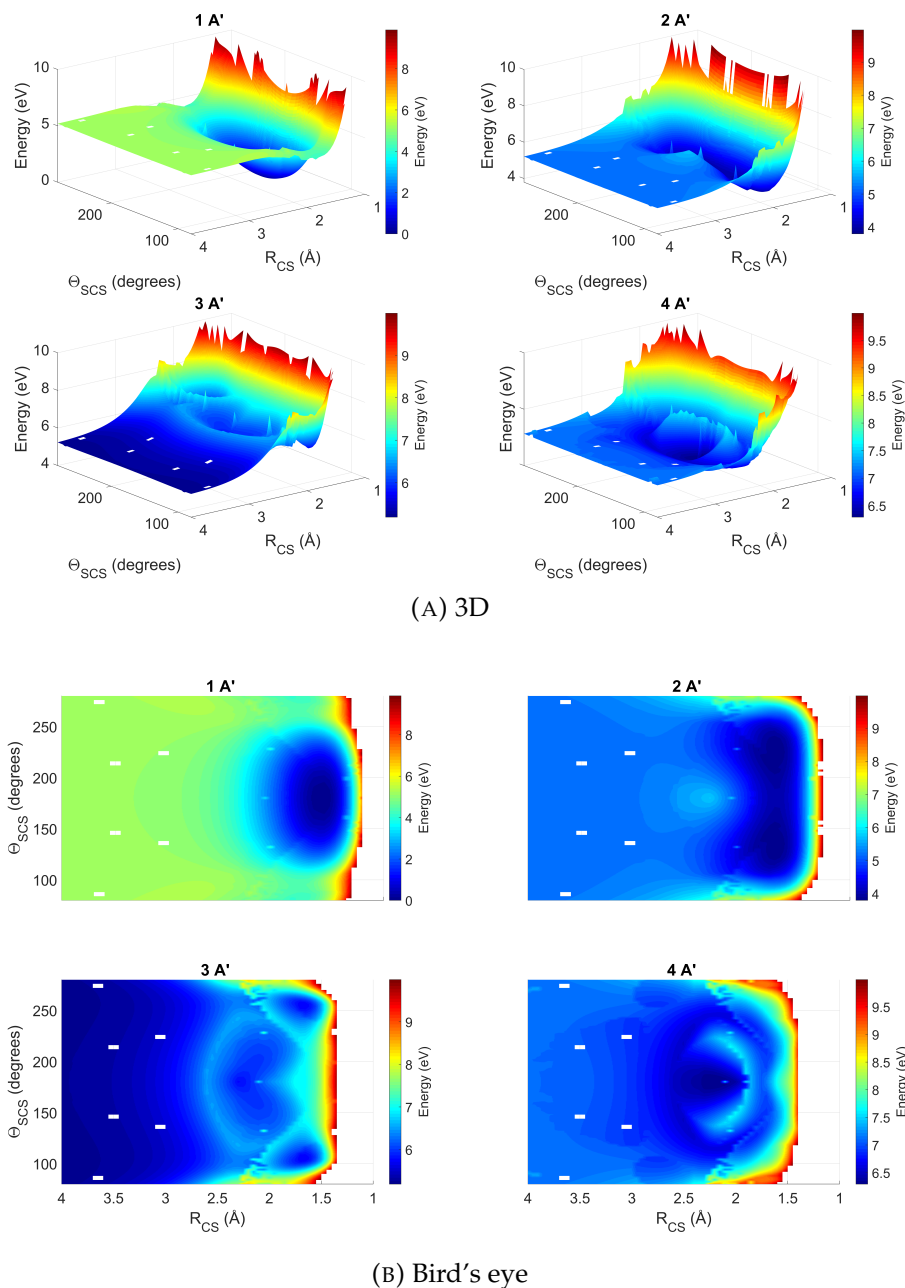 1 A'
10
5
0
Energy (eV)
200
100
Θ_SCS (degrees)
4
3
2
1
R_CS (Å)
8
6
4
2
0
Energy (eV)
2 A'
10
8
6
4
Energy (eV)
200
100
Θ_SCS (degrees)
4
3
2
1
R_CS (Å)
9
8
7
6
5
4
Energy (eV)
3 A'
10
8
6
4
Energy (eV)
200
100
Θ_SCS (degrees)
4
3
2
1
R_CS (Å)
9
8
7
6
Energy (eV)
4 A'
Energy (eV)
200
100
Θ_SCS (degrees)
4
3
2
1
R_CS (Å)
9.5
9
8.5
8
7.5
7
6.5
Energy (eV)
(A) 3D
1 A'
250
200
150
100
Θ_SCS (degrees)
8
6
4
2
0
Energy (eV)
2 A'
9
8
7
6
5
4
Energy (eV)
3 A'
250
200
150
100
Θ_SCS (degrees)
4
3.5
3
2.5
2
1.5
1
R_CS (Å)
9
8
7
6
Energy (eV)
4 A'
4
3.5
3
2.5
2
1.5
1
R_CS (Å)
9.5
9
8.5
8
7.5
7
6.5
Energy (eV)
(B) Bird's eye